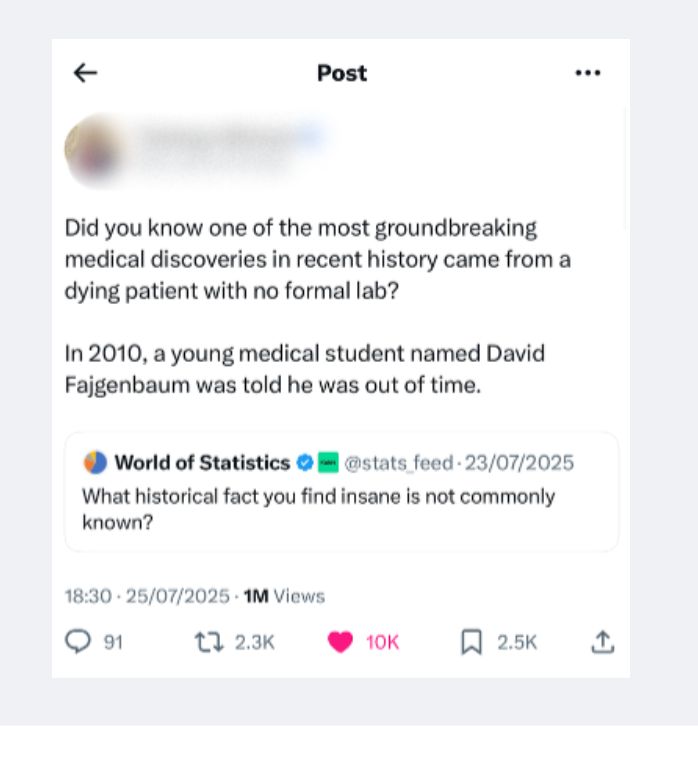 Post
Did you know one of the most groundbreaking
medical discoveries in recent history came from a
dying patient with no formal lab?
In 2010, a young medical student named David
Fajgenbaum was told he was out of time.
World of Statistics @stats_feed · 23/07/2025
What historical fact you find insane is not commonly
known?
18:30 · 25/07/2025 · 1M Views
91 2.3K 10K 2.5K